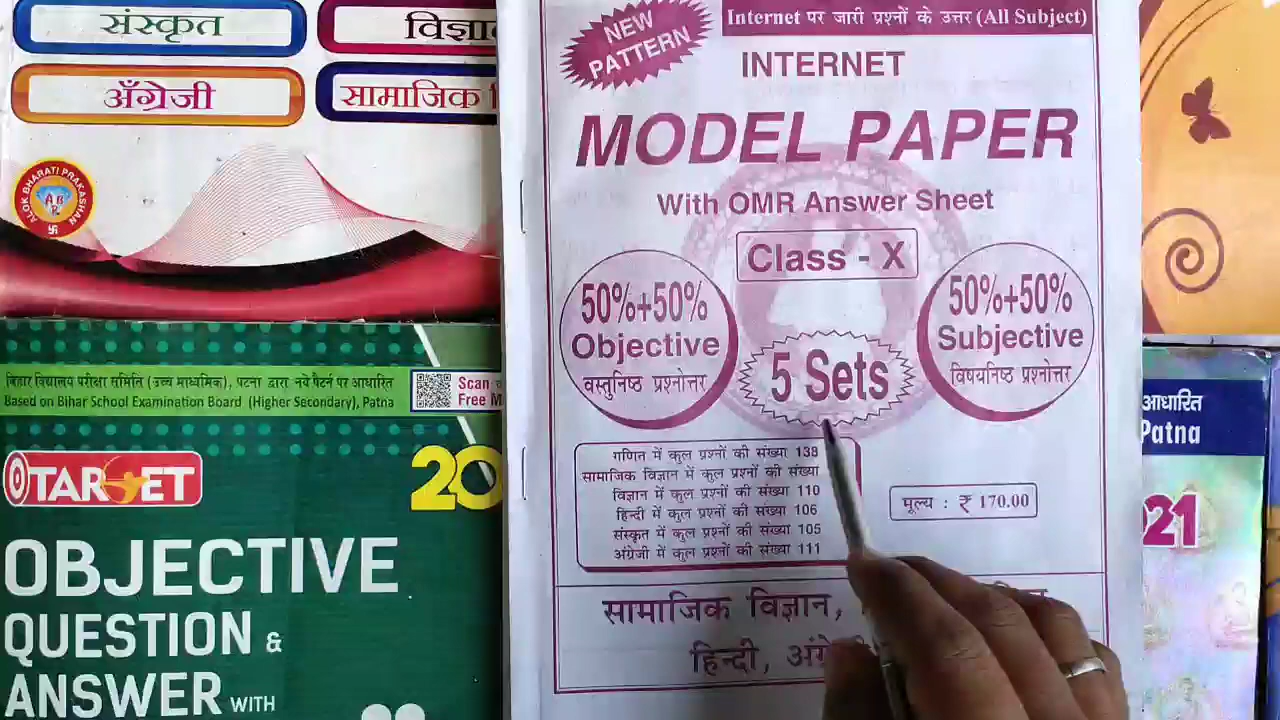 संस्कृत
विज्ञा
अँग्रेजी
सामाजिक
ALOK BHARATI PRAKASHAN
बिहार विद्यालय परीक्षा समिति (उच्च माध्यमिक), पटना द्वारा नये पैटर्न पर आधारित
Based on Bihar School Examination Board (Higher Secondary), Patna
Scan
Free M
TARGET
20
OBJECTIVE
QUESTION &
ANSWER WITH
NEW
PATTERN
Internet पर जारी प्रश्नों के उत्तर (All Subject)
INTERNET
MODEL PAPER
With OMR Answer Sheet
Class - X
50%+50%
Objective
वस्तुनिष्ठ प्रश्नोत्तर
5 Sets
50%+50%
Subjective
विषयनिष्ठ प्रश्नोत्तर
गणित में कुल प्रश्नों की संख्या 138
सामाजिक विज्ञान में कुल प्रश्नों की संख्या
विज्ञान में कुल प्रश्नों की संख्या 110
हिन्दी में कुल प्रश्नों की संख्या 106
संस्कृत में कुल प्रश्नों की संख्या 105
अंग्रेजी में कुल प्रश्नों की संख्या 111
मूल्य : ₹ 170.00
सामाजिक विज्ञान,
हिन्दी,
आधारित
Patna
21